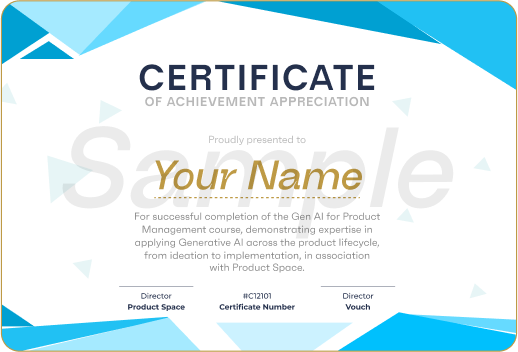 CERTIFICATE
OF ACHIEVEMENT APPRECIATION
Proudly presented to
Sample
Your Name
For successful completion of the Gen AI for Product
Management course, demonstrating expertise in
applying Generative AI across the product lifecycle,
from ideation to implementation, in association
with Product Space.
Director
Product Space
#C12101
Certificate Number
Director
Vouch